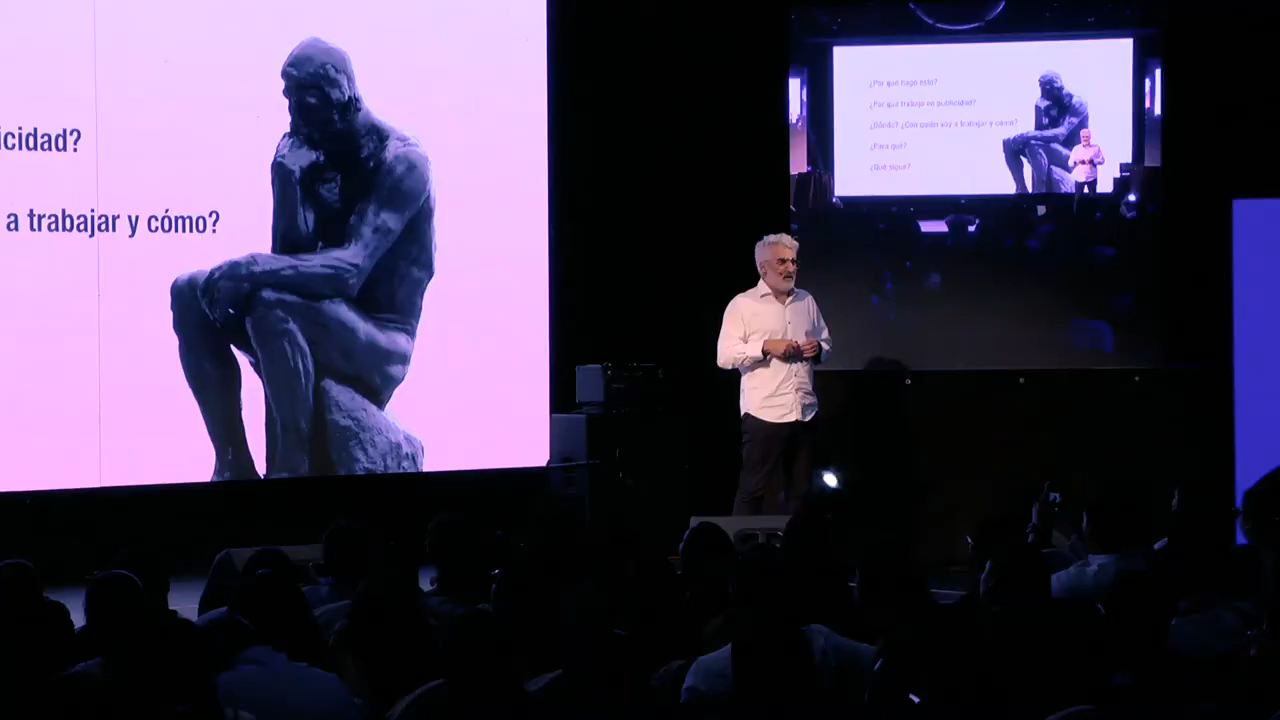 icidad?
a trabajar y cómo?
¿Por qué hago esto?
¿Por qué trabajo en publicidad?
¿Dónde? ¿Con quién voy a trabajar y cómo?
¿Para qué?
¿Qué sigue?